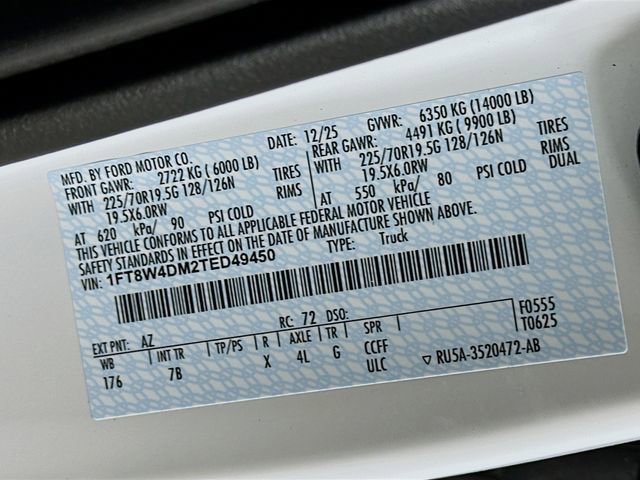 MFD. BY FORD MOTOR CO.
DATE: 12/25 GVWR: 6350 KG (14000 LB)
FRONT GAWR: 2722 KG (6000 LB)
REAR GAWR: 4491 KG (9900 LB)
WITH 225/70R19.5G 128/126N TIRES
WITH 225/70R19.5G 128/126N TIRES
19.5X6.0RW RIMS
19.5X6.0RW RIMS
AT 620 kPa/ 90 PSI COLD
AT 550 kPa/ 80 PSI COLD DUAL
THIS VEHICLE CONFORMS TO ALL APPLICABLE FEDERAL MOTOR VEHICLE
SAFETY STANDARDS IN EFFECT ON THE DATE OF MANUFACTURE SHOWN ABOVE.
VIN: 1FT8W4DM2TED49450
TYPE: Truck
F0555
T0625
EXT PNT: AZ RC: 72 DSO:
WB INT TR TP/PS R AXLE TR SPR
176 7B X 4L G CCFF
ULC
▽ RU5A-3520472-AB